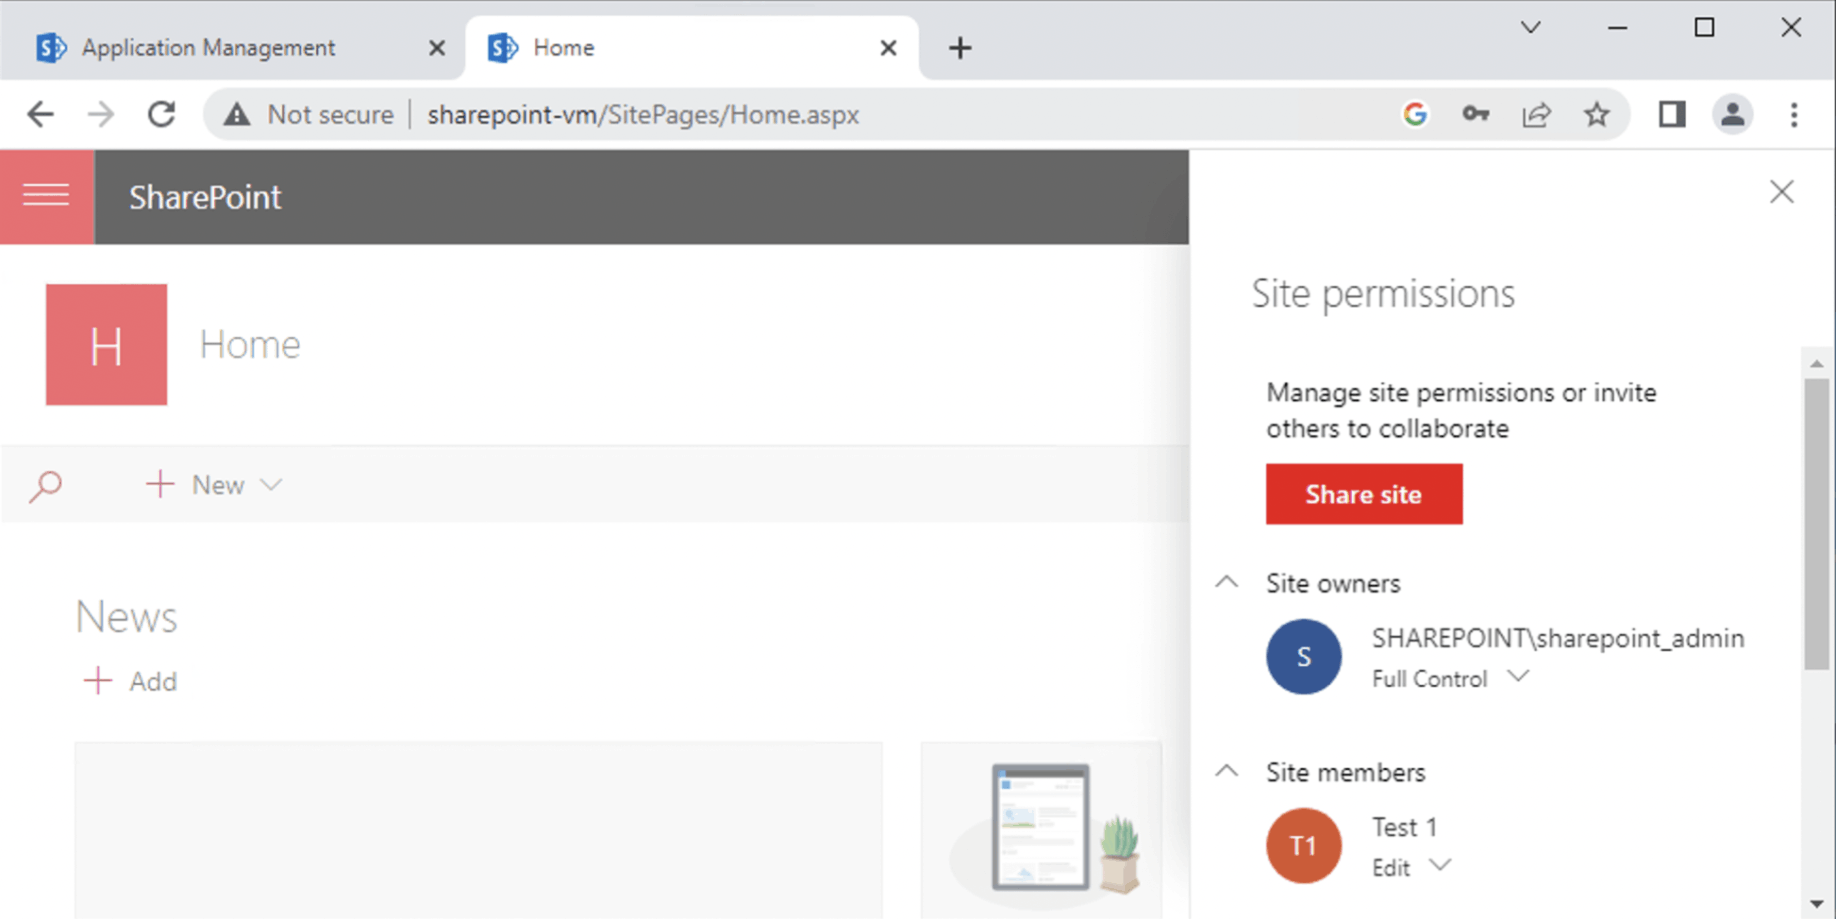 Application Management
Home
Not secure | sharepoint-vm/SitePages/Home.aspx
SharePoint
H
Home
New
News
Add
Site permissions
Manage site permissions or invite
others to collaborate
Share site
Site owners
S
SHAREPOINT\sharepoint_admin
Full Control
Site members
T1
Test 1
Edit